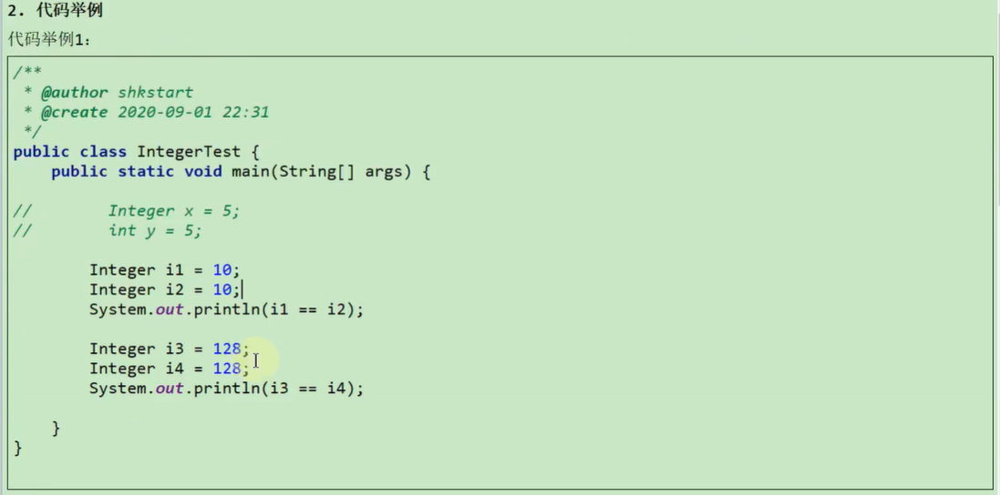 2. 代码举例
代码举例1：
/**
 * @author shkstart
 * @create 2020-09-01 22:31
 */
public class IntegerTest {
    public static void main(String[] args) {
//        Integer x = 5;
//        int y = 5;
        Integer i1 = 10;
        Integer i2 = 10;
        System.out.println(i1 == i2);
        Integer i3 = 128;
        Integer i4 = 128;
        System.out.println(i3 == i4);
    }
}